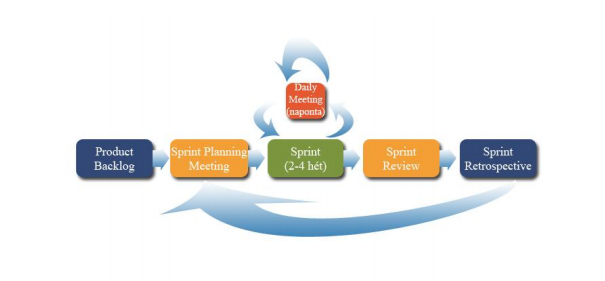 Daily
Meeting
(naponta)
Product
Backlog
Sprint Planning
Meeting
Sprint
(2-4 hét)
Sprint
Review
Sprint
Retrospective